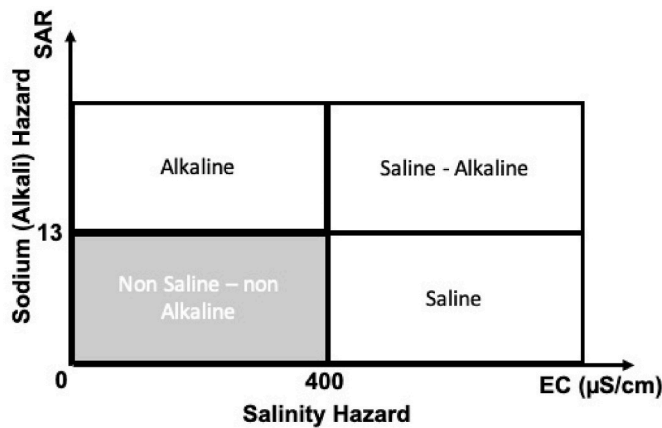 SAR
Sodium (Alkali) Hazard
Alkaline
Saline - Alkaline
13
Non Saline – non
Alkaline
Saline
0
400
EC (µS/cm)
Salinity Hazard